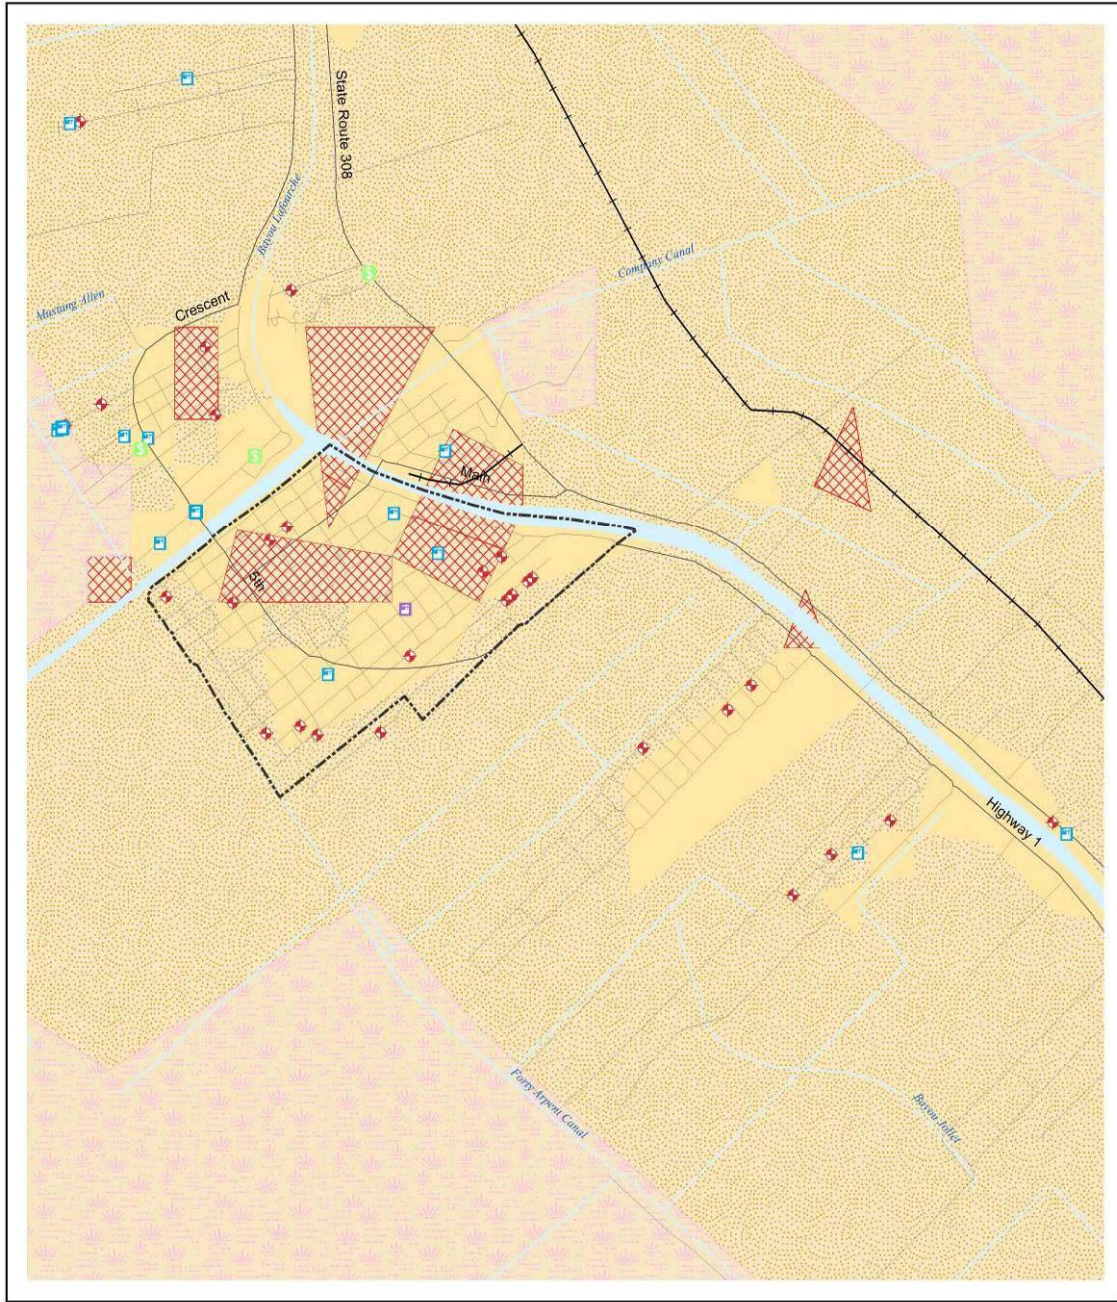 State Route 308
Bayou Lafourche
Company Canal
Mustang Allen
Crescent
$
$
$
Main
5th
Highway 1
Forty Arpent Canal
Bayou Jollet